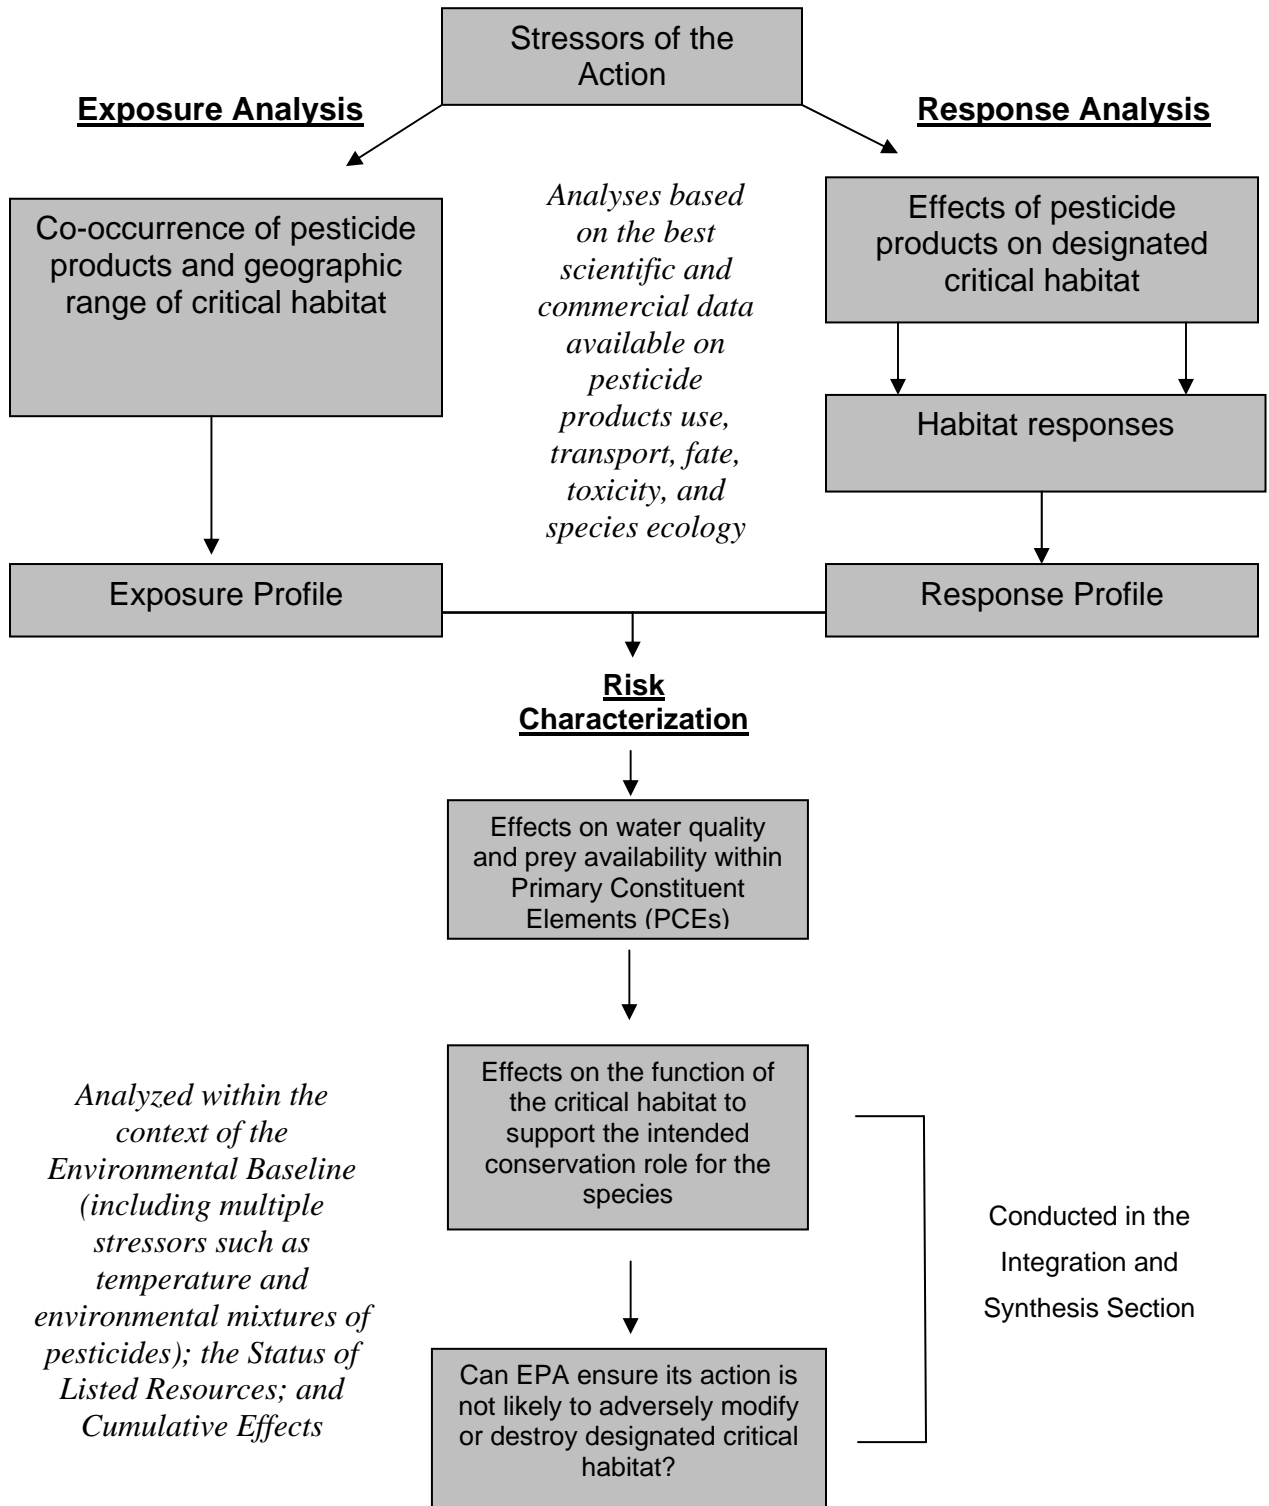 Stressors of the
Action
Exposure Analysis
Response Analysis
Co-occurrence of pesticide
products and geographic
range of critical habitat
Analyses based
on the best
scientific and
commercial data
available on
pesticide
products use,
transport, fate,
toxicity, and
species ecology
Effects of pesticide
products on designated
critical habitat
Habitat responses
Exposure Profile
Response Profile
Risk
Characterization
Effects on water quality
and prey availability within
Primary Constituent
Elements (PCEs)
Effects on the function of
the critical habitat to
support the intended
conservation role for the
species
Analyzed within the
context of the
Environmental Baseline
(including multiple
stressors such as
temperature and
environmental mixtures of
pesticides); the Status of
Listed Resources; and
Cumulative Effects
Conducted in the
Integration and
Synthesis Section
Can EPA ensure its action is
not likely to adversely modify
or destroy designated critical
habitat?